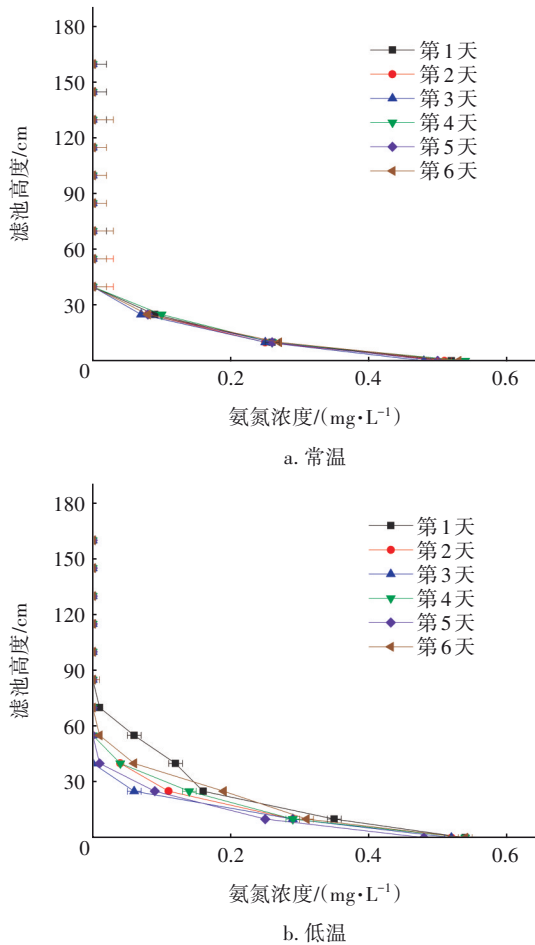 180
150
120
90
60
30
0
滤池高度/cm
第1天
第2天
第3天
第4天
第5天
第6天
0.2
0.4
0.6
氨氮浓度/(mg·L⁻¹)
a. 常温
180
150
120
90
60
30
0
滤池高度/cm
第1天
第2天
第3天
第4天
第5天
第6天
0.2
0.4
0.6
氨氮浓度/(mg·L⁻¹)
b. 低温